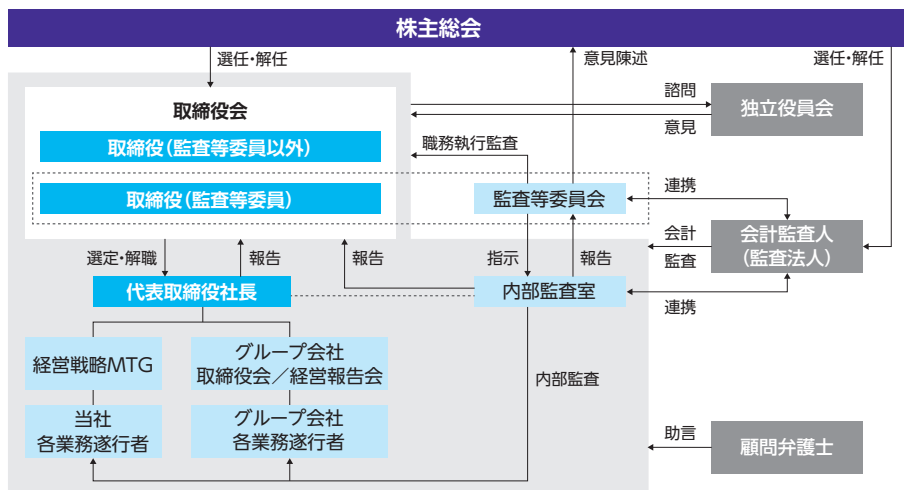 株主総会
選任・解任
意見陳述
選任・解任
取締役会
諮問
意見
独立役員会
取締役(監査等委員以外)
職務執行監査
取締役(監査等委員)
監査等委員会
連携
会計
監査
会計監査人
(監査法人)
選定・解職
報告
報告
指示
報告
代表取締役社長
内部監査室
連携
経営戦略MTG
グループ会社
取締役会/経営報告会
内部監査
当社
各業務遂行者
グループ会社
各業務遂行者
助言
顧問弁護士